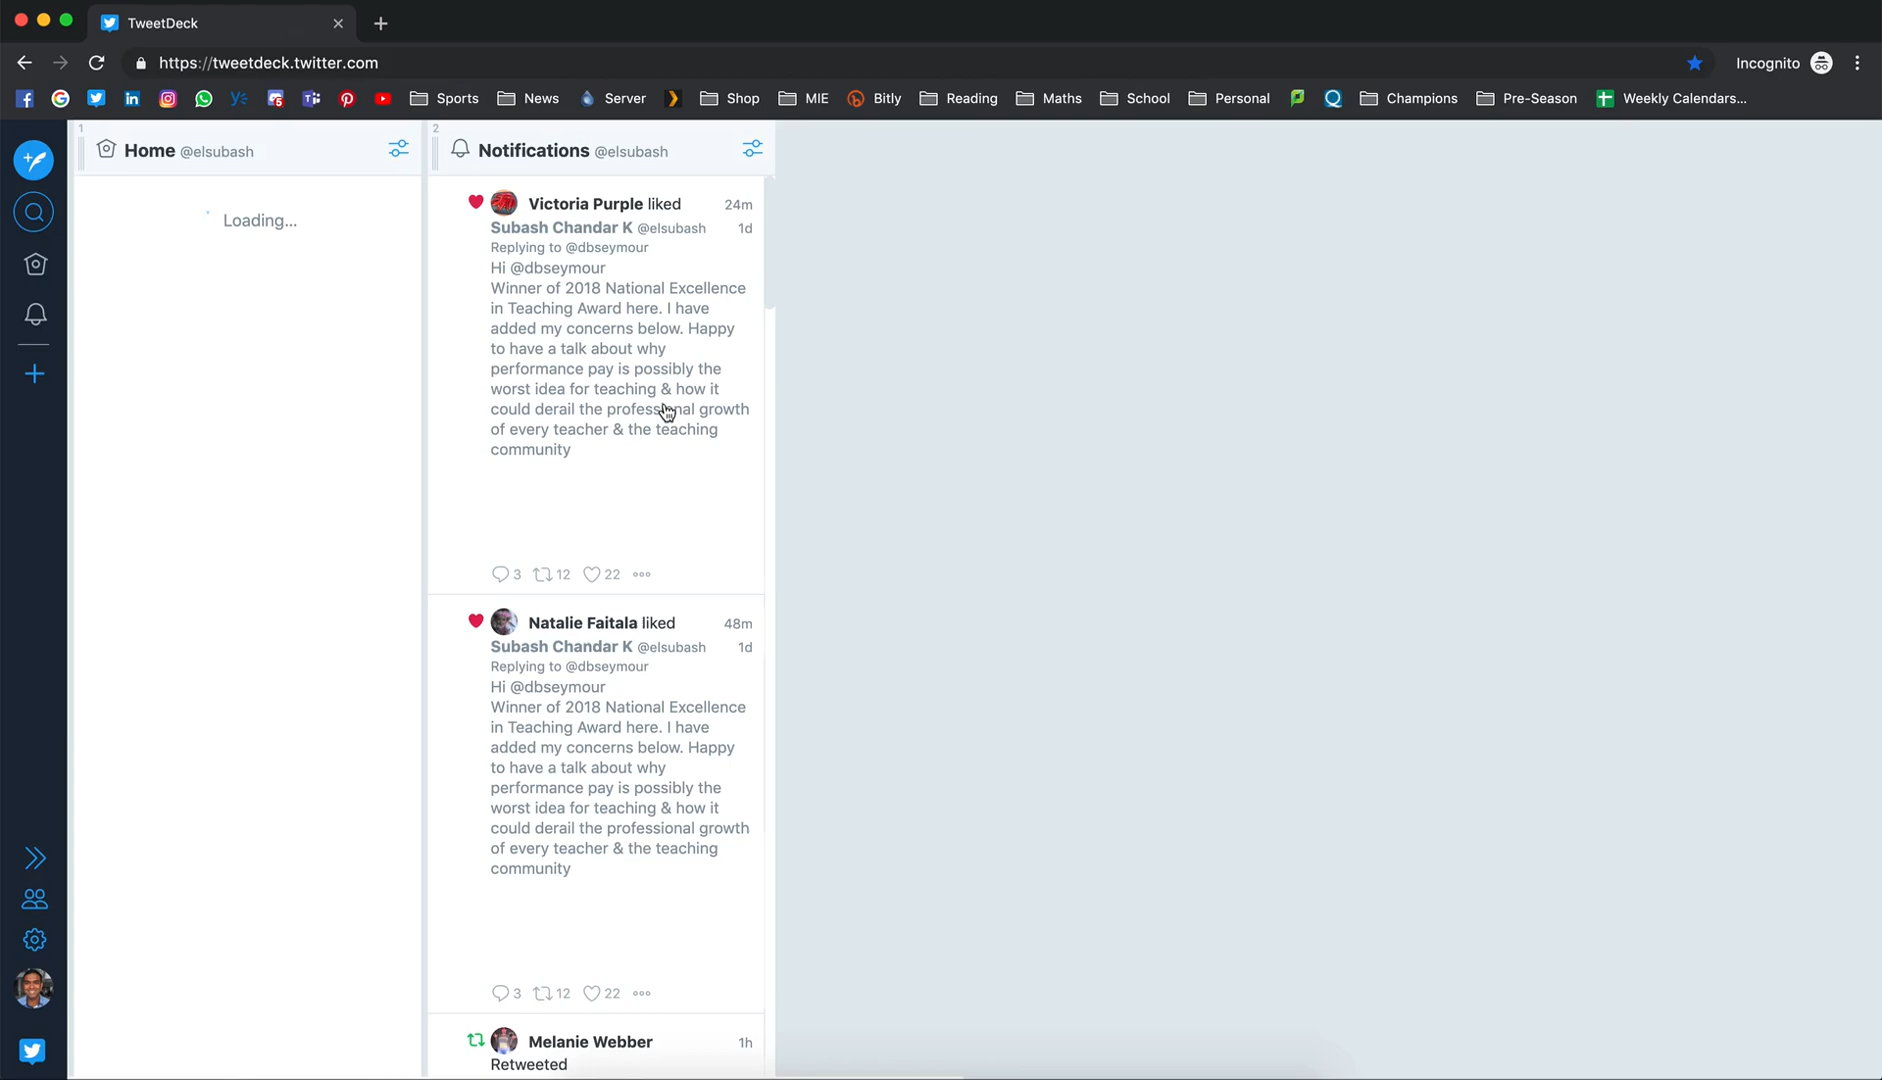 TweetDeck
https://tweetdeck.twitter.com
Incognito
Sports News Server Shop MIE Bitly Reading Maths School Personal Champions Pre-Season Weekly Calendars...
1
Home @elsubash
Loading...
2
Notifications @elsubash
Victoria Purple liked 24m
Subash Chandar K @elsubash 1d
Replying to @dbseymour
Hi @dbseymour
Winner of 2018 National Excellence
in Teaching Award here. I have
added my concerns below. Happy
to have a talk about why
performance pay is possibly the
worst idea for teaching & how it
could derail the professional growth
of every teacher & the teaching
community
3 12 22
Natalie Faitala liked 48m
Subash Chandar K @elsubash 1d
Replying to @dbseymour
Hi @dbseymour
Winner of 2018 National Excellence
in Teaching Award here. I have
added my concerns below. Happy
to have a talk about why
performance pay is possibly the
worst idea for teaching & how it
could derail the professional growth
of every teacher & the teaching
community
3 12 22
Melanie Webber 1h
Retweeted